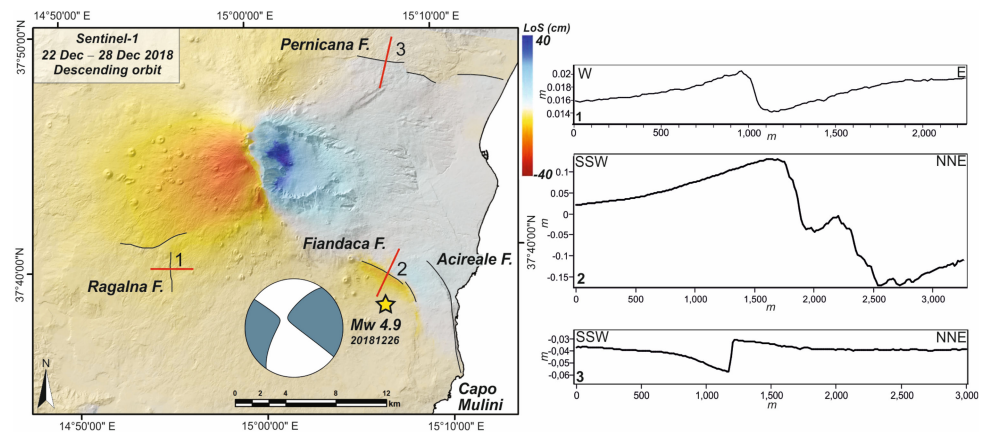 14°50'00"E 15°00'00"E 15°10'00"E
Sentinel-1
22 Dec – 28 Dec 2018
Descending orbit
37°50'00"N
Pernicana F.
3
LoS (cm)
40
-40
Fiandaca F.
2
Acireale F.
1
Ragalna F.
37°40'00"N
37°40'00"N
Mw 4.9
20181226
N
0 2 4 8 12
km
Capo
Mulini
14°50'00"E 15°00'00"E 15°10'00"E
W E
0.02
0.018
0.016
0.014
m
1
0 500 1,000 1,500 2,000
m
SSW NNE
0.1
0.05
0
-0.05
-0.1
-0.15
m
2
0 500 1,000 1,500 2,000 2,500 3,000
m
SSW NNE
-0.03
-0.04
-0.05
-0.06
m
3
0 500 1,000 1,500 2,000 2,500 3,000
m